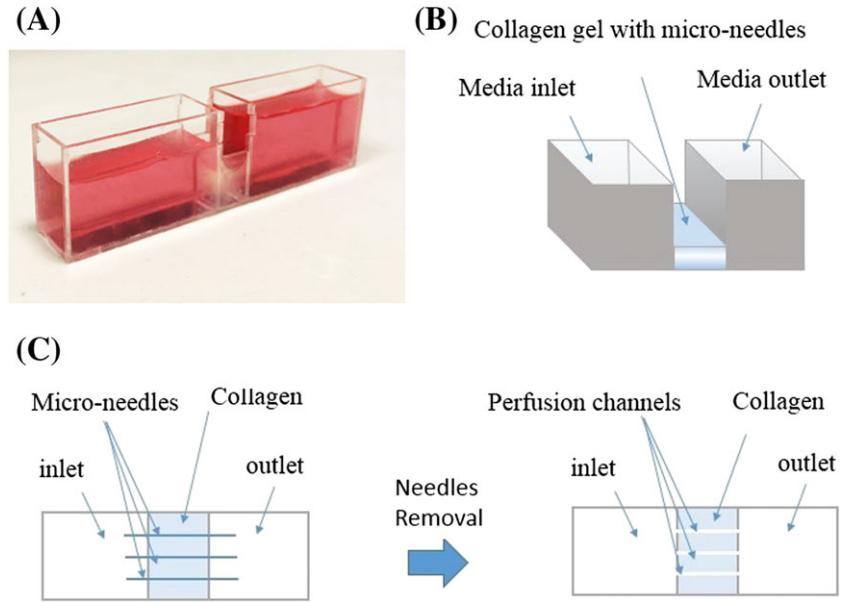 (A)
(B)
Collagen gel with micro-needles
Media inlet
Media outlet
(C)
Micro-needles
Collagen
inlet
outlet
Needles
Removal
Perfusion channels
Collagen
inlet
outlet